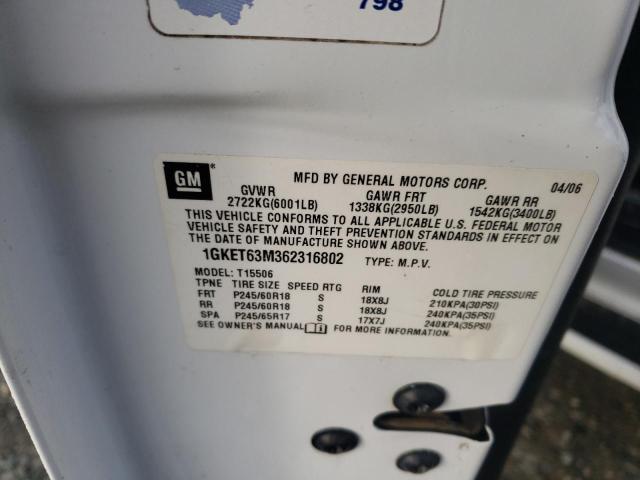 798
GM
MFD BY GENERAL MOTORS CORP. 04/06
GVWR GAWR FRT GAWR RR
2722KG(6001LB) 1338KG(2950LB) 1542KG(3400LB)
THIS VEHICLE CONFORMS TO ALL APPLICABLE U.S. FEDERAL MOTOR
VEHICLE SAFETY AND THEFT PREVENTION STANDARDS IN EFFECT ON
THE DATE OF MANUFACTURE SHOWN ABOVE.
1GKET63M362316802 TYPE: M.P.V.
MODEL: T15506
TPNE TIRE SIZE SPEED RTG RIM COLD TIRE PRESSURE
FRT P245/60R18 S 18X8J 210KPA(30PSI)
RR P245/60R18 S 18X8J 240KPA(35PSI)
SPA P245/65R17 S 17X7J 240KPA(35PSI)
SEE OWNER'S MANUAL FOR MORE INFORMATION.